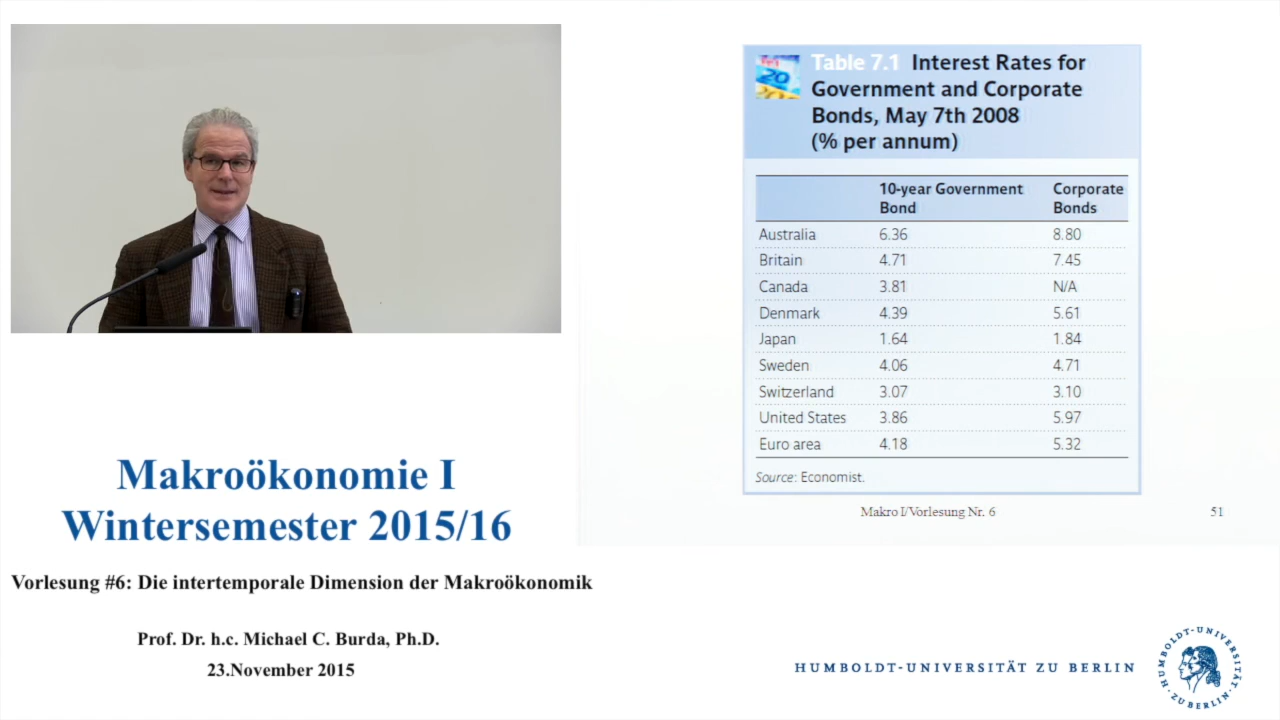 Table 7.1 Interest Rates for
Government and Corporate
Bonds, May 7th 2008
(% per annum)
10-year Government Bond Corporate Bonds
Australia 6.36 8.80
Britain 4.71 7.45
Canada 3.81 N/A
Denmark 4.39 5.61
Japan 1.64 1.84
Sweden 4.06 4.71
Switzerland 3.07 3.10
United States 3.86 5.97
Euro area 4.18 5.32
Source: Economist.
Makro I/Vorlesung Nr. 6 51
Makroökonomie I
Wintersemester 2015/16
Vorlesung #6: Die intertemporale Dimension der Makroökonomik
Prof. Dr. h.c. Michael C. Burda, Ph.D.
23.November 2015
HUMBOLDT-UNIVERSITÄT ZU BERLIN
HUMBOLDT-UNIVERSITÄT · ZU BERLIN ·